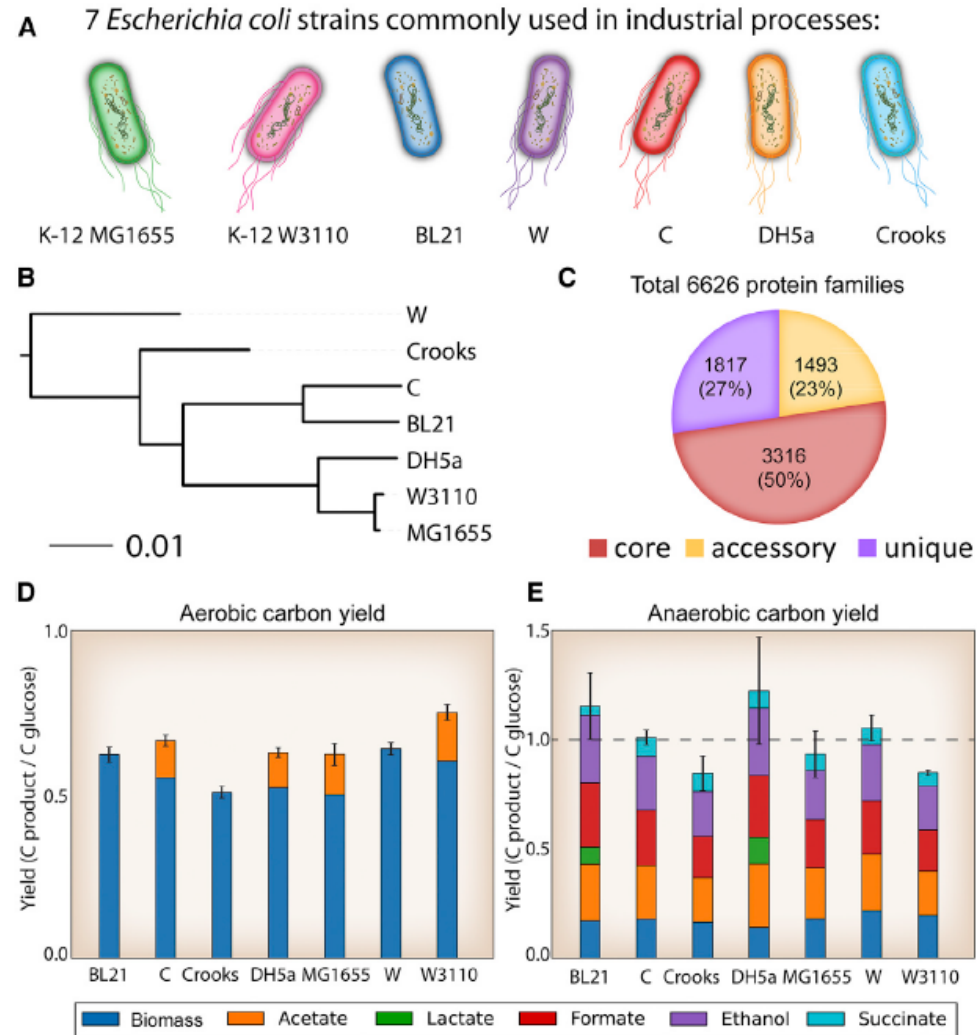 A
7 Escherichia coli strains commonly used in industrial processes:
K-12 MG1655 K-12 W3110 BL21 W C DH5a Crooks
B
W
Crooks
C
BL21
DH5a
W3110
MG1655
0.01
C
Total 6626 protein families
1817
(27%)
1493
(23%)
3316
(50%)
core accessory unique
D
Aerobic carbon yield
Yield (C product / C glucose)
1.0
0.5
0.0
BL21 C Crooks DH5a MG1655 W W3110
E
Anaerobic carbon yield
Yield (C product / C glucose)
1.5
1.0
0.5
0.0
BL21 C Crooks DH5a MG1655 W W3110
Biomass Acetate Lactate Formate Ethanol Succinate